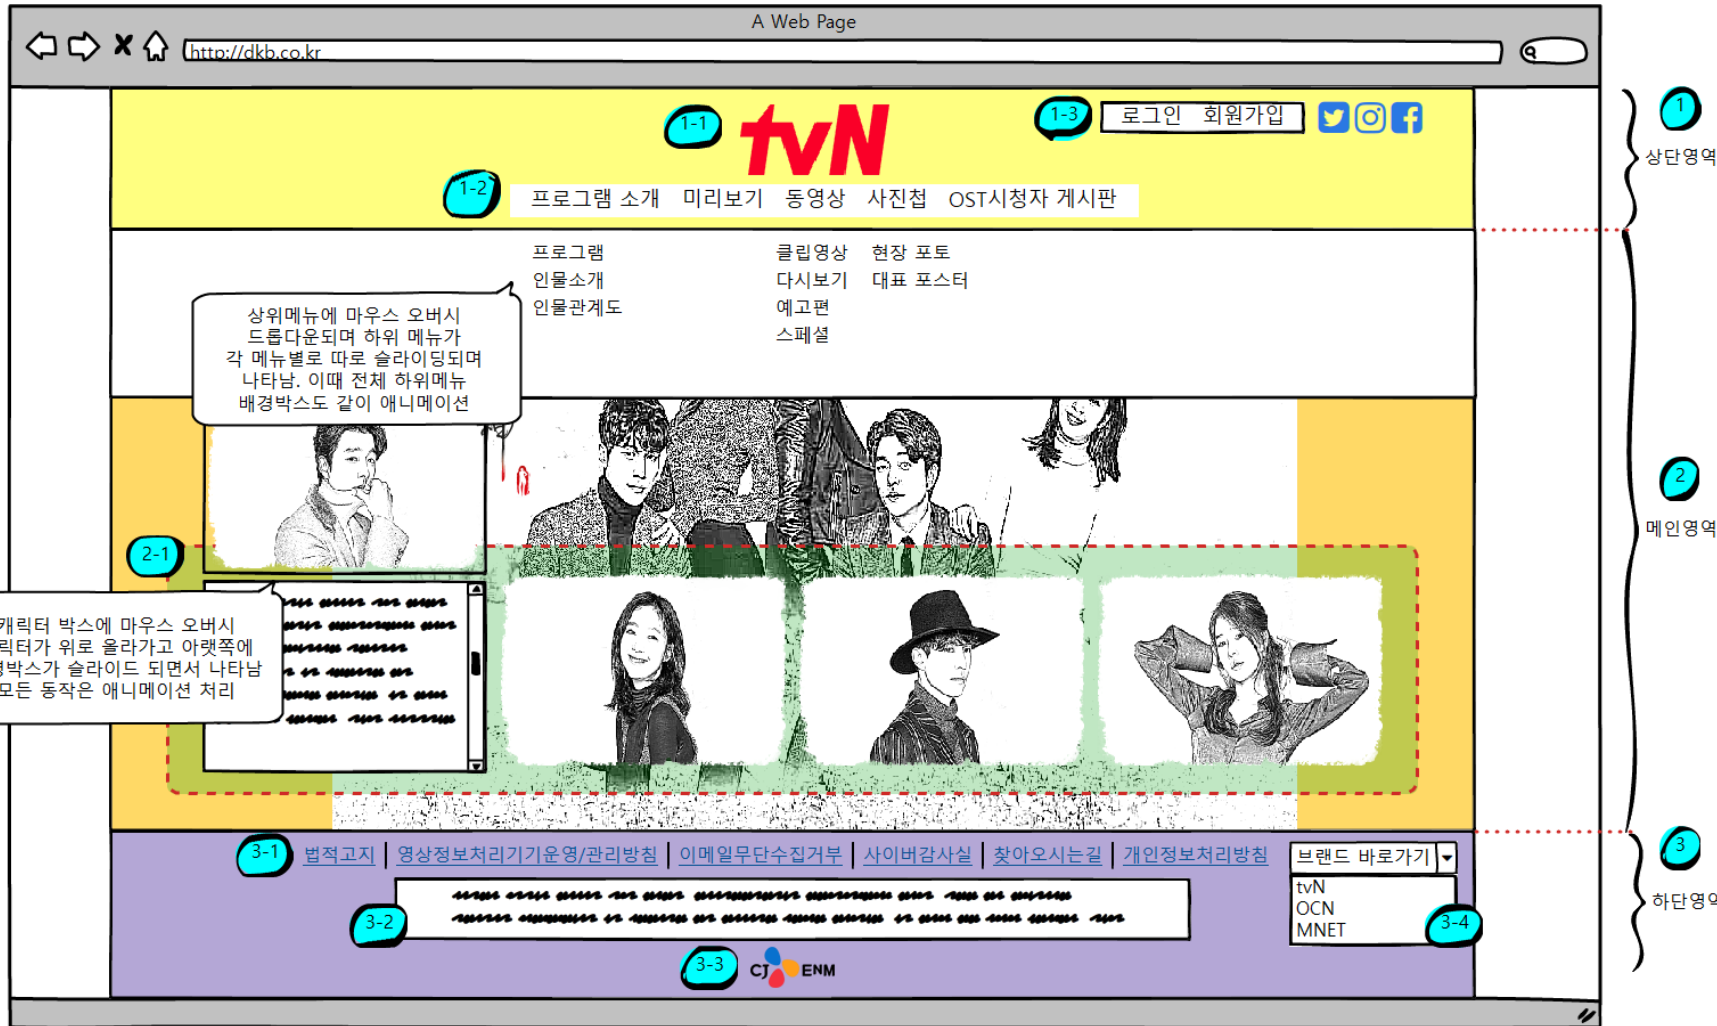 A Web Page
http://dkb.co.kr
1-1
tvN
1-3
로그인 회원가입
1
상단영역
1-2
프로그램 소개 미리보기 동영상 사진첩 OST시청자 게시판
프로그램
인물소개
인물관계도
클립영상
다시보기
예고편
스페셜
현장 포토
대표 포스터
상위메뉴에 마우스 오버시
드롭다운되며 하위 메뉴가
각 메뉴별로 따로 슬라이딩되며
나타남. 이때 전체 하위메뉴
배경박스도 같이 애니메이션
2
메인영역
2-1
캐릭터 박스에 마우스 오버시
릭터가 위로 올라가고 아랫쪽에
박스가 슬라이드 되면서 나타남
모든 동작은 애니메이션 처리
3-1
법적고지 | 영상정보처리기기운영/관리방침 | 이메일무단수집거부 | 사이버감사실 | 찾아오시는길 | 개인정보처리방침
브랜드 바로가기
tvN
OCN
MNET
3
하단영역
3-2
3-4
3-3
CJ ENM